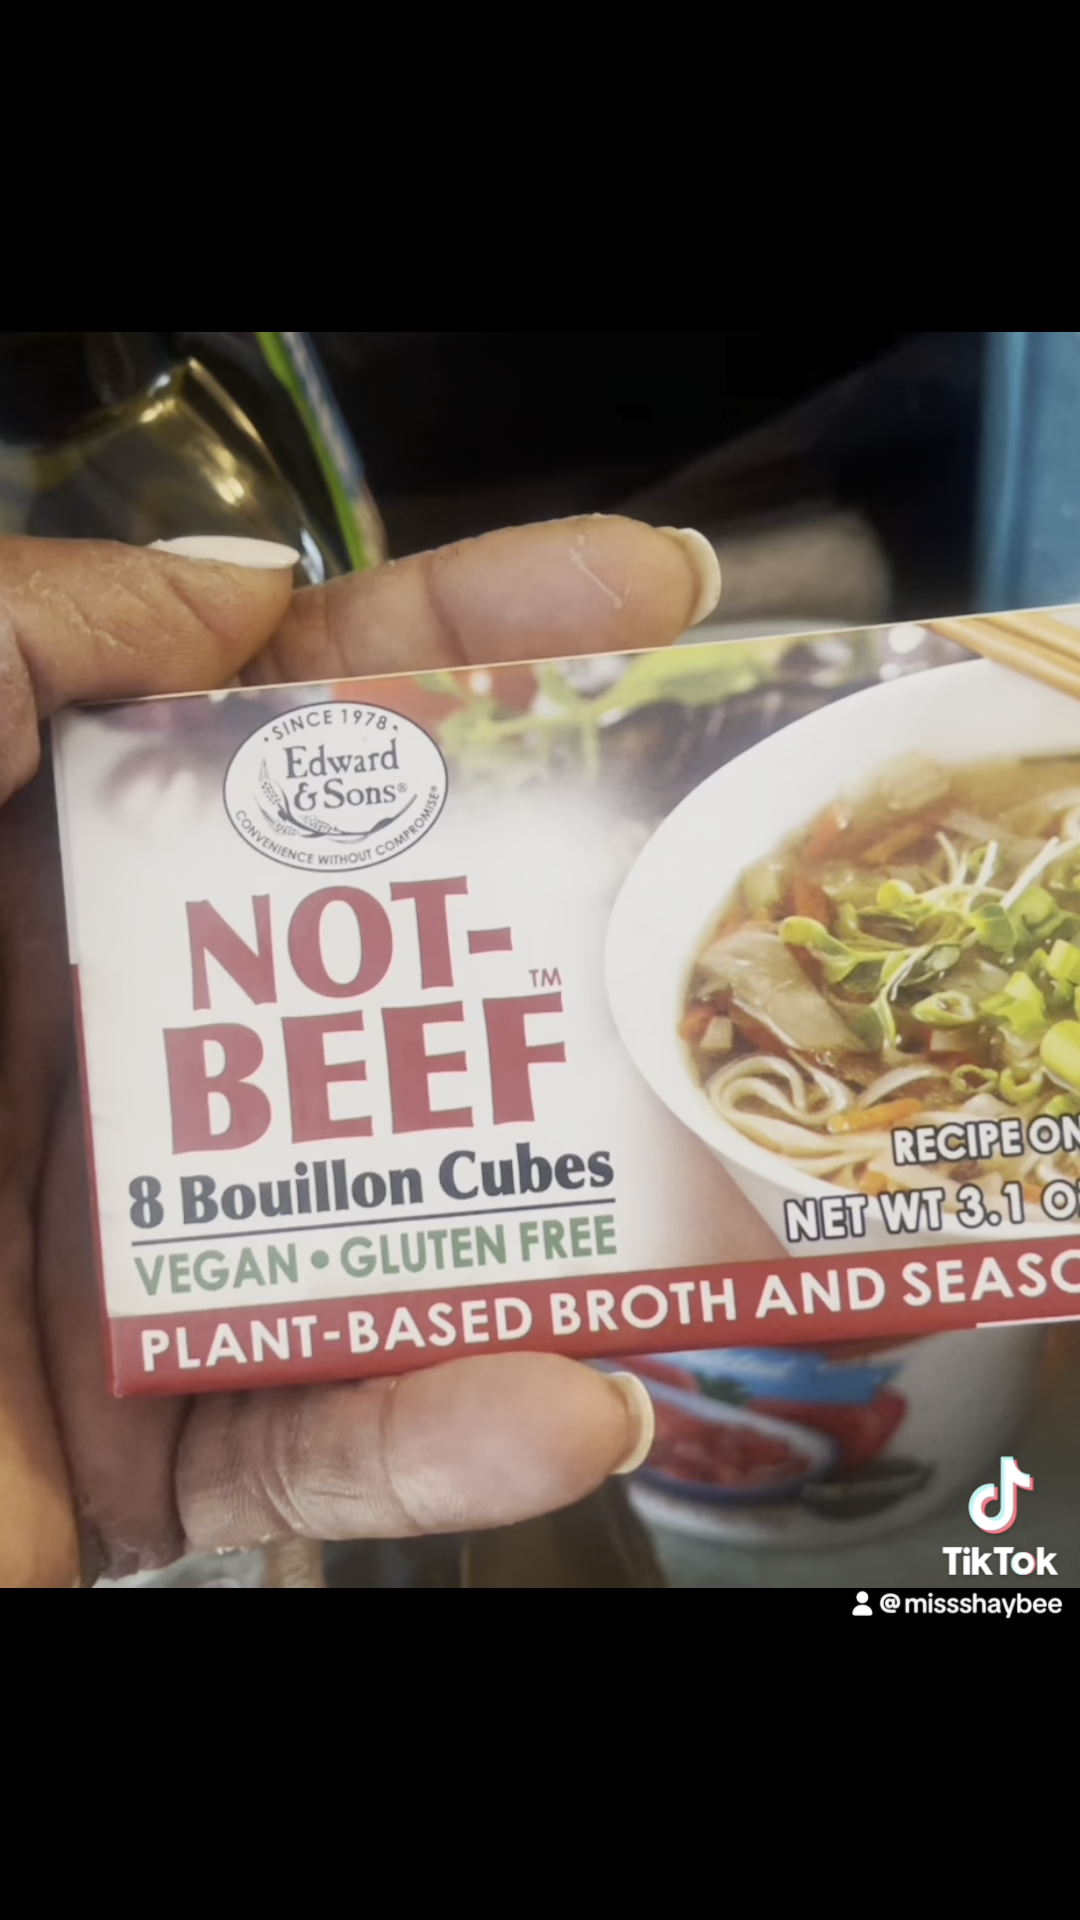 • SINCE 1978 •
Edward
& Sons®
CONVENIENCE WITHOUT COMPROMISE®
NOT-
BEEF™
8 Bouillon Cubes
VEGAN • GLUTEN FREE
RECIPE ON
NET WT 3.1 O
PLANT-BASED BROTH AND SEASO
TikTok
@missshaybee